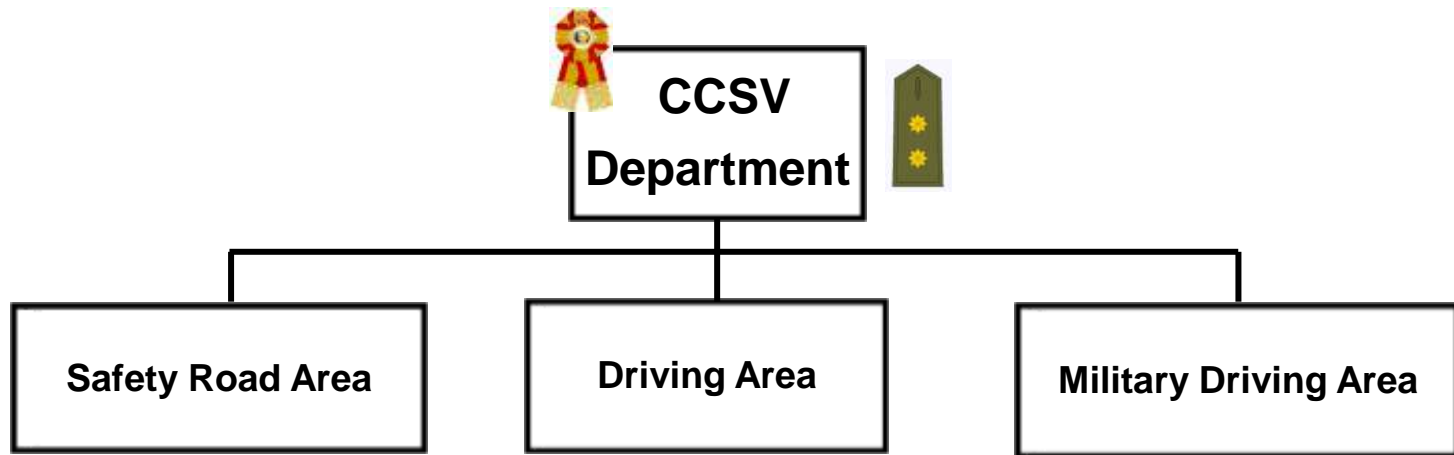 CCSV
Department
Safety Road Area
Driving Area
Military Driving Area